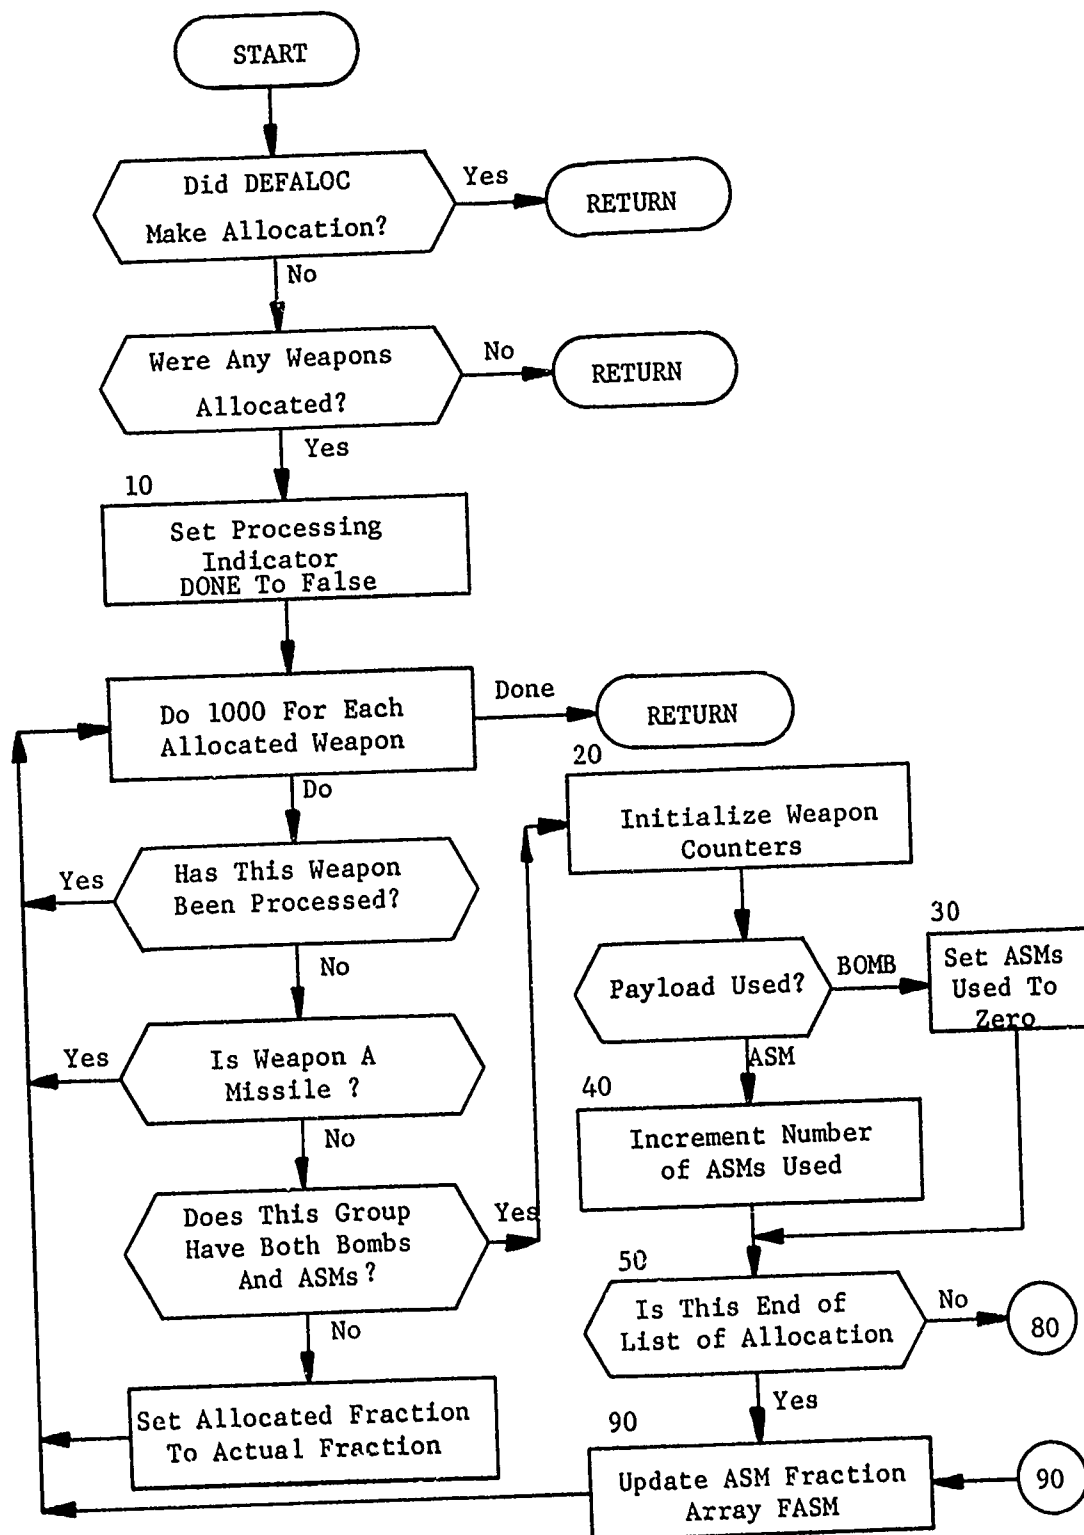 START
Did DEFALOC
Make Allocation?
Yes
RETURN
No
Were Any Weapons
Allocated?
No
RETURN
Yes
10
Set Processing
Indicator
DONE To False
Do 1000 For Each
Allocated Weapon
Done
RETURN
Do
Has This Weapon
Been Processed?
Yes
No
Is Weapon A
Missile ?
Yes
No
Does This Group
Have Both Bombs
And ASMs?
Yes
No
Set Allocated Fraction
To Actual Fraction
20
Initialize Weapon
Counters
Payload Used?
BOMB
30
Set ASMs
Used To
Zero
ASM
40
Increment Number
of ASMs Used
50
Is This End of
List of Allocation
No
80
Yes
90
Update ASM Fraction
Array FASM
90